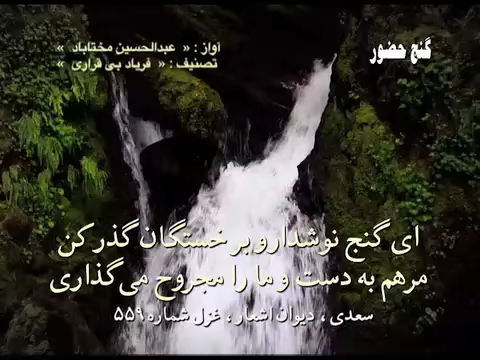 گنج حضور
آواز : « عبدالحسین مختاباد »
تصنیف : « فریاد بی قراری »
ای گنج نوشدارو بر خستگان گذر کن
مرهم به دست و ما را مجروح می‌گذاری
سعدی ، دیوان اشعار ، غزل شماره ۵۵۹